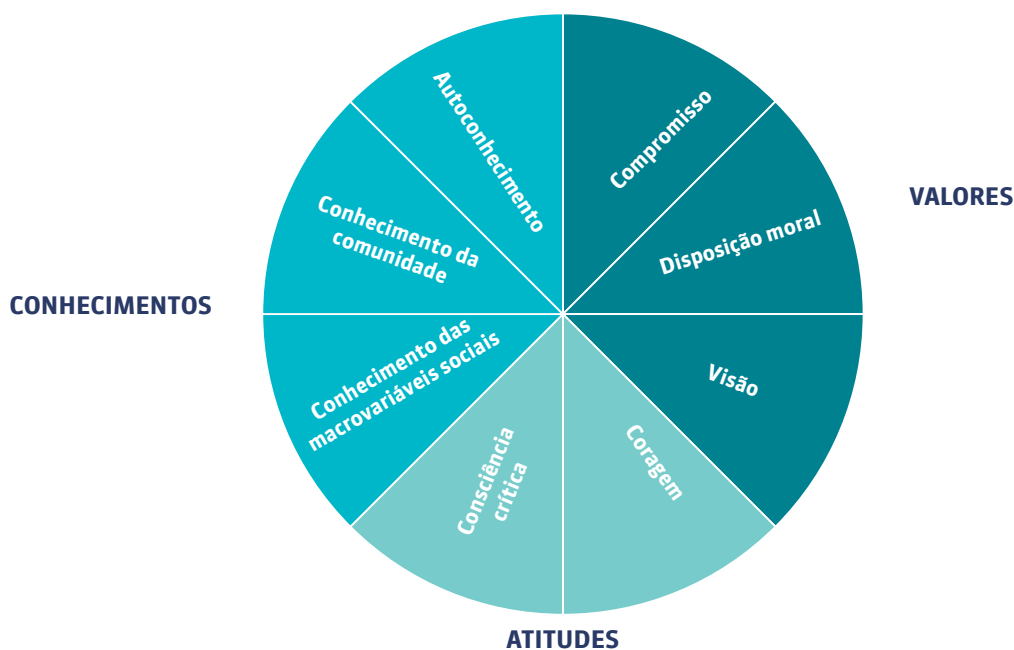 Autoconhecimento
Compromisso
Conhecimento da
comunidade
Disposição moral
VALORES
CONHECIMENTOS
Conhecimento das
macrovariáveis sociais
Visão
Consciência
crítica
Coragem
ATITUDES